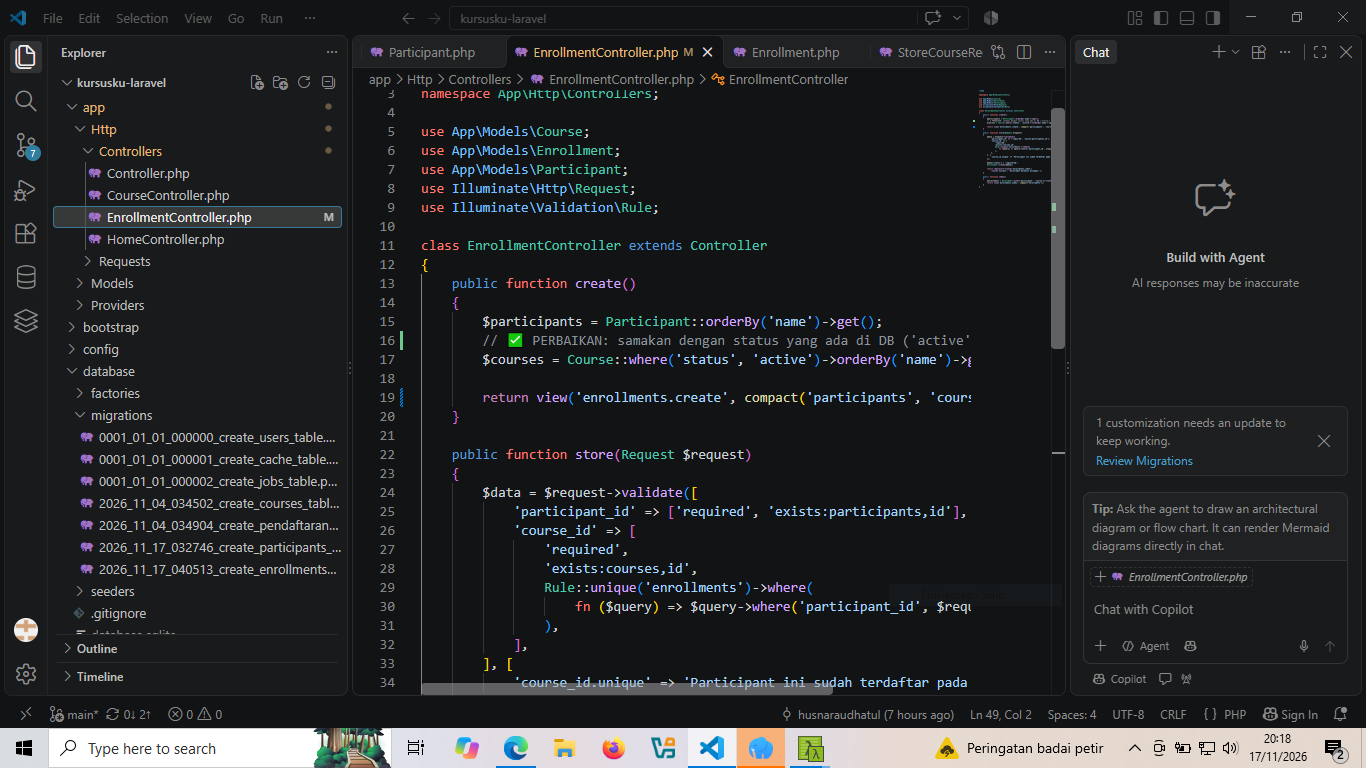 File Edit Selection View Go Run ···
kursusku-laravel
Explorer
kursusku-laravel
app
Http
Controllers
Controller.php
CourseController.php
EnrollmentController.php M
HomeController.php
Requests
Models
Providers
bootstrap
config
database
factories
migrations
0001_01_01_000000_create_users_table....
0001_01_01_000001_create_cache_table....
0001_01_01_000002_create_jobs_table.p...
2026_11_04_034502_create_courses_tabl...
2026_11_04_034904_create_pendaftaran...
2026_11_17_032746_create_participants_...
2026_11_17_040513_create_enrollments...
seeders
.gitignore
database.sqlite
Outline
Timeline
7
Participant.php EnrollmentController.php M Enrollment.php StoreCourseRe
app > Http > Controllers > EnrollmentController.php > EnrollmentController
3 namespace App\Http\Controllers;
4
5 use App\Models\Course;
6 use App\Models\Enrollment;
7 use App\Models\Participant;
8 use Illuminate\Http\Request;
9 use Illuminate\Validation\Rule;
10
11 class EnrollmentController extends Controller
12 {
13 public function create()
14 {
15 $participants = Participant::orderBy('name')->get();
16 // ✅ PERBAIKAN: samakan dengan status yang ada di DB ('active'
17 $courses = Course::where('status', 'active')->orderBy('name')->g
18
19 return view('enrollments.create', compact('participants', 'cours
20 }
21
22 public function store(Request $request)
23 {
24 $data = $request->validate([
25 'participant_id' => ['required', 'exists:participants,id'],
26 'course_id' => [
27 'required',
28 'exists:courses,id',
29 Rule::unique('enrollments')->where(
30 fn ($query) => $query->where('participant_id', $requ
31 ),
32 ],
33 ], [
34 'course_id.unique' => 'Participant ini sudah terdaftar pada
Chat
Build with Agent
AI responses may be inaccurate
1 customization needs an update to
keep working.
Review Migrations
Tip: Ask the agent to draw an architectural
diagram or flow chart. It can render Mermaid
diagrams directly in chat.
EnrollmentController.php
Chat with Copilot
Agent
Copilot
main* 0↓ 2↑ 0 0 husnaraudhatul (7 hours ago) Ln 49, Col 2 Spaces: 4 UTF-8 CRLF { } PHP Sign In
Type here to search
Peringatan badai petir
20:18
17/11/2026
2